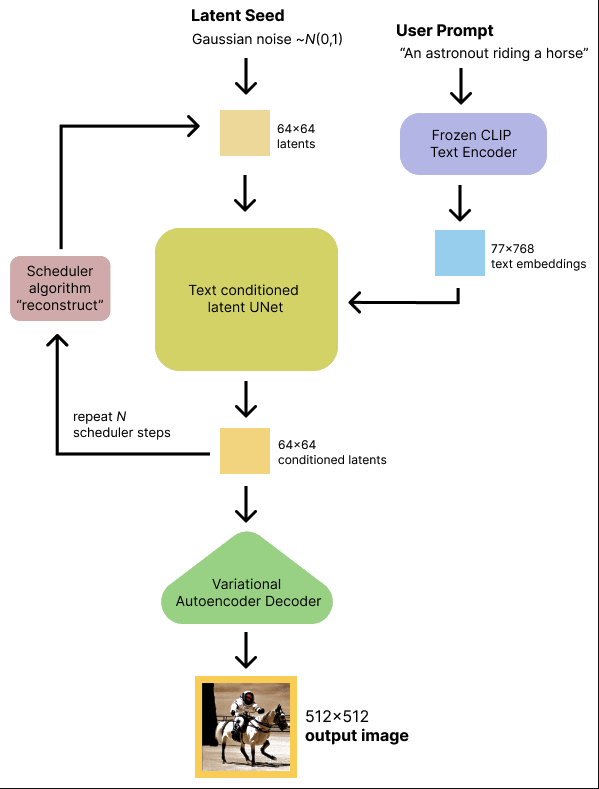 Latent Seed
Gaussian noise ~N(0,1)
User Prompt
“An astronout riding a horse”
64×64
latents
Frozen CLIP
Text Encoder
77×768
text embeddings
Scheduler
algorithm
“reconstruct”
Text conditioned
latent UNet
repeat N
scheduler steps
64×64
conditioned latents
Variational
Autoencoder Decoder
512×512
output image